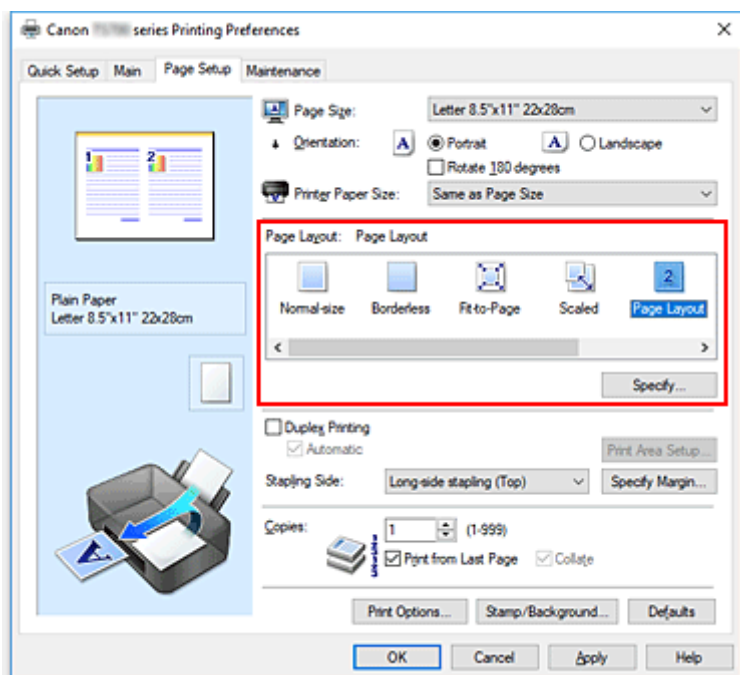 Canon series Printing Preferences
Quick Setup Main Page Setup Maintenance
1 2
Page Size: Letter 8.5"x11" 22x28cm
Orientation: A Portrait A Landscape
Rotate 180 degrees
Printer Paper Size: Same as Page Size
Page Layout: Page Layout
2
Normal-size Borderless Fit-to-Page Scaled Page Layout
Plain Paper
Letter 8.5"x11" 22x28cm
Specify...
Duplex Printing
Automatic Print Area Setup...
Stapling Side: Long-side stapling (Top) Specify Margin...
Copies: 1 (1-999)
Print from Last Page Collate
A
Print Options... Stamp/Background... Defaults
OK Cancel Apply Help